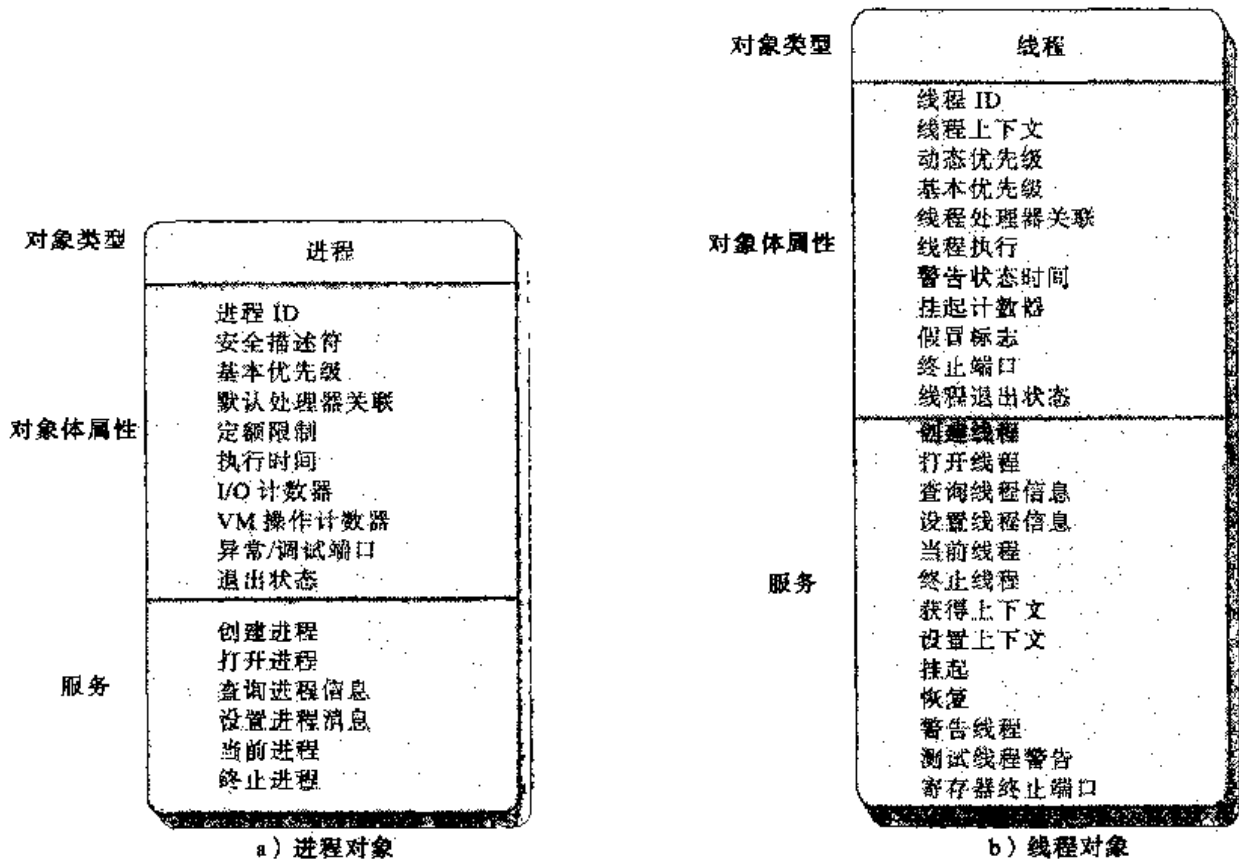 对象类型
进程
对象体属性
进程 ID
安全描述符
基本优先级
默认处理器关联
定额限制
执行时间
I/O 计数器
VM 操作计数器
异常/调试端口
退出状态
服务
创建进程
打开进程
查询进程信息
设置进程消息
当前进程
终止进程
a）进程对象
对象类型
线程
对象体属性
线程 ID
线程上下文
动态优先级
基本优先级
线程处理器关联
线程执行
警告状态时间
挂起计数器
假冒标志
终止端口
线程退出状态
服务
创建线程
打开线程
查询线程信息
设置线程信息
当前线程
终止线程
获得上下文
设置上下文
挂起
恢复
警告线程
测试线程警告
寄存器终止端口
b）线程对象